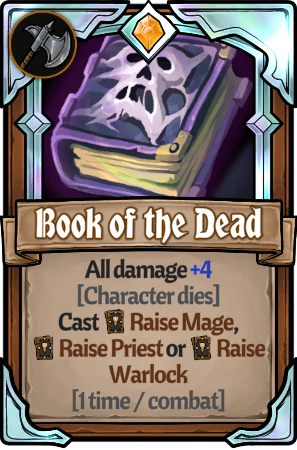 Book of the Dead
All damage +4
[Character dies]
Cast Raise Mage,
Raise Priest or Raise
Warlock
[1 time / combat]